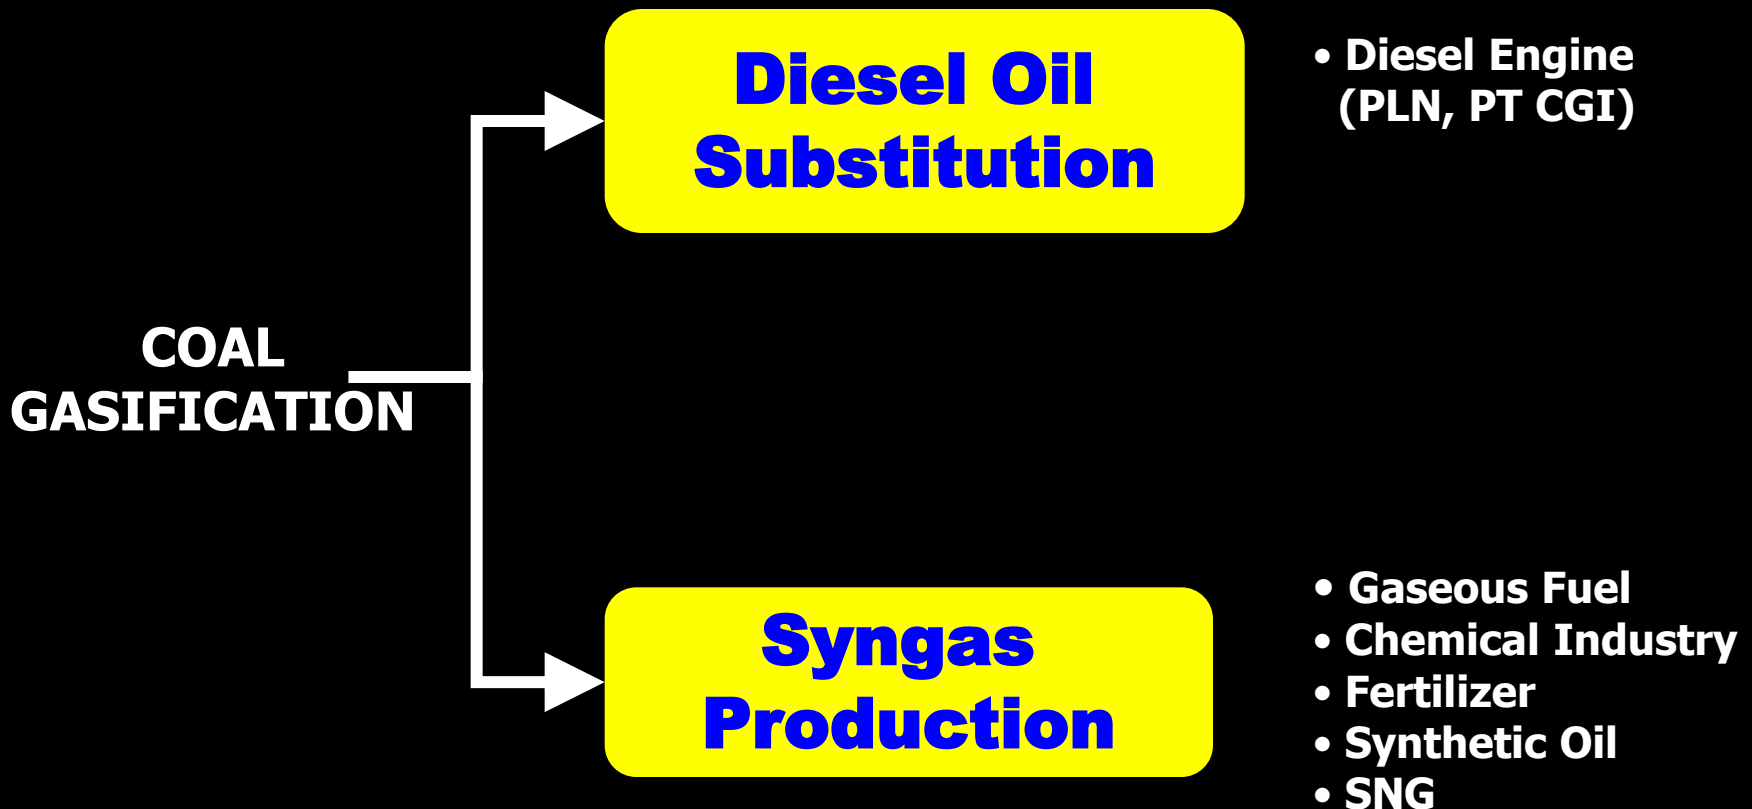 Diesel Oil
Substitution
• Diesel Engine
(PLN, PT CGI)
COAL
GASIFICATION
Syngas
Production
• Gaseous Fuel
• Chemical Industry
• Fertilizer
• Synthetic Oil
• SNG